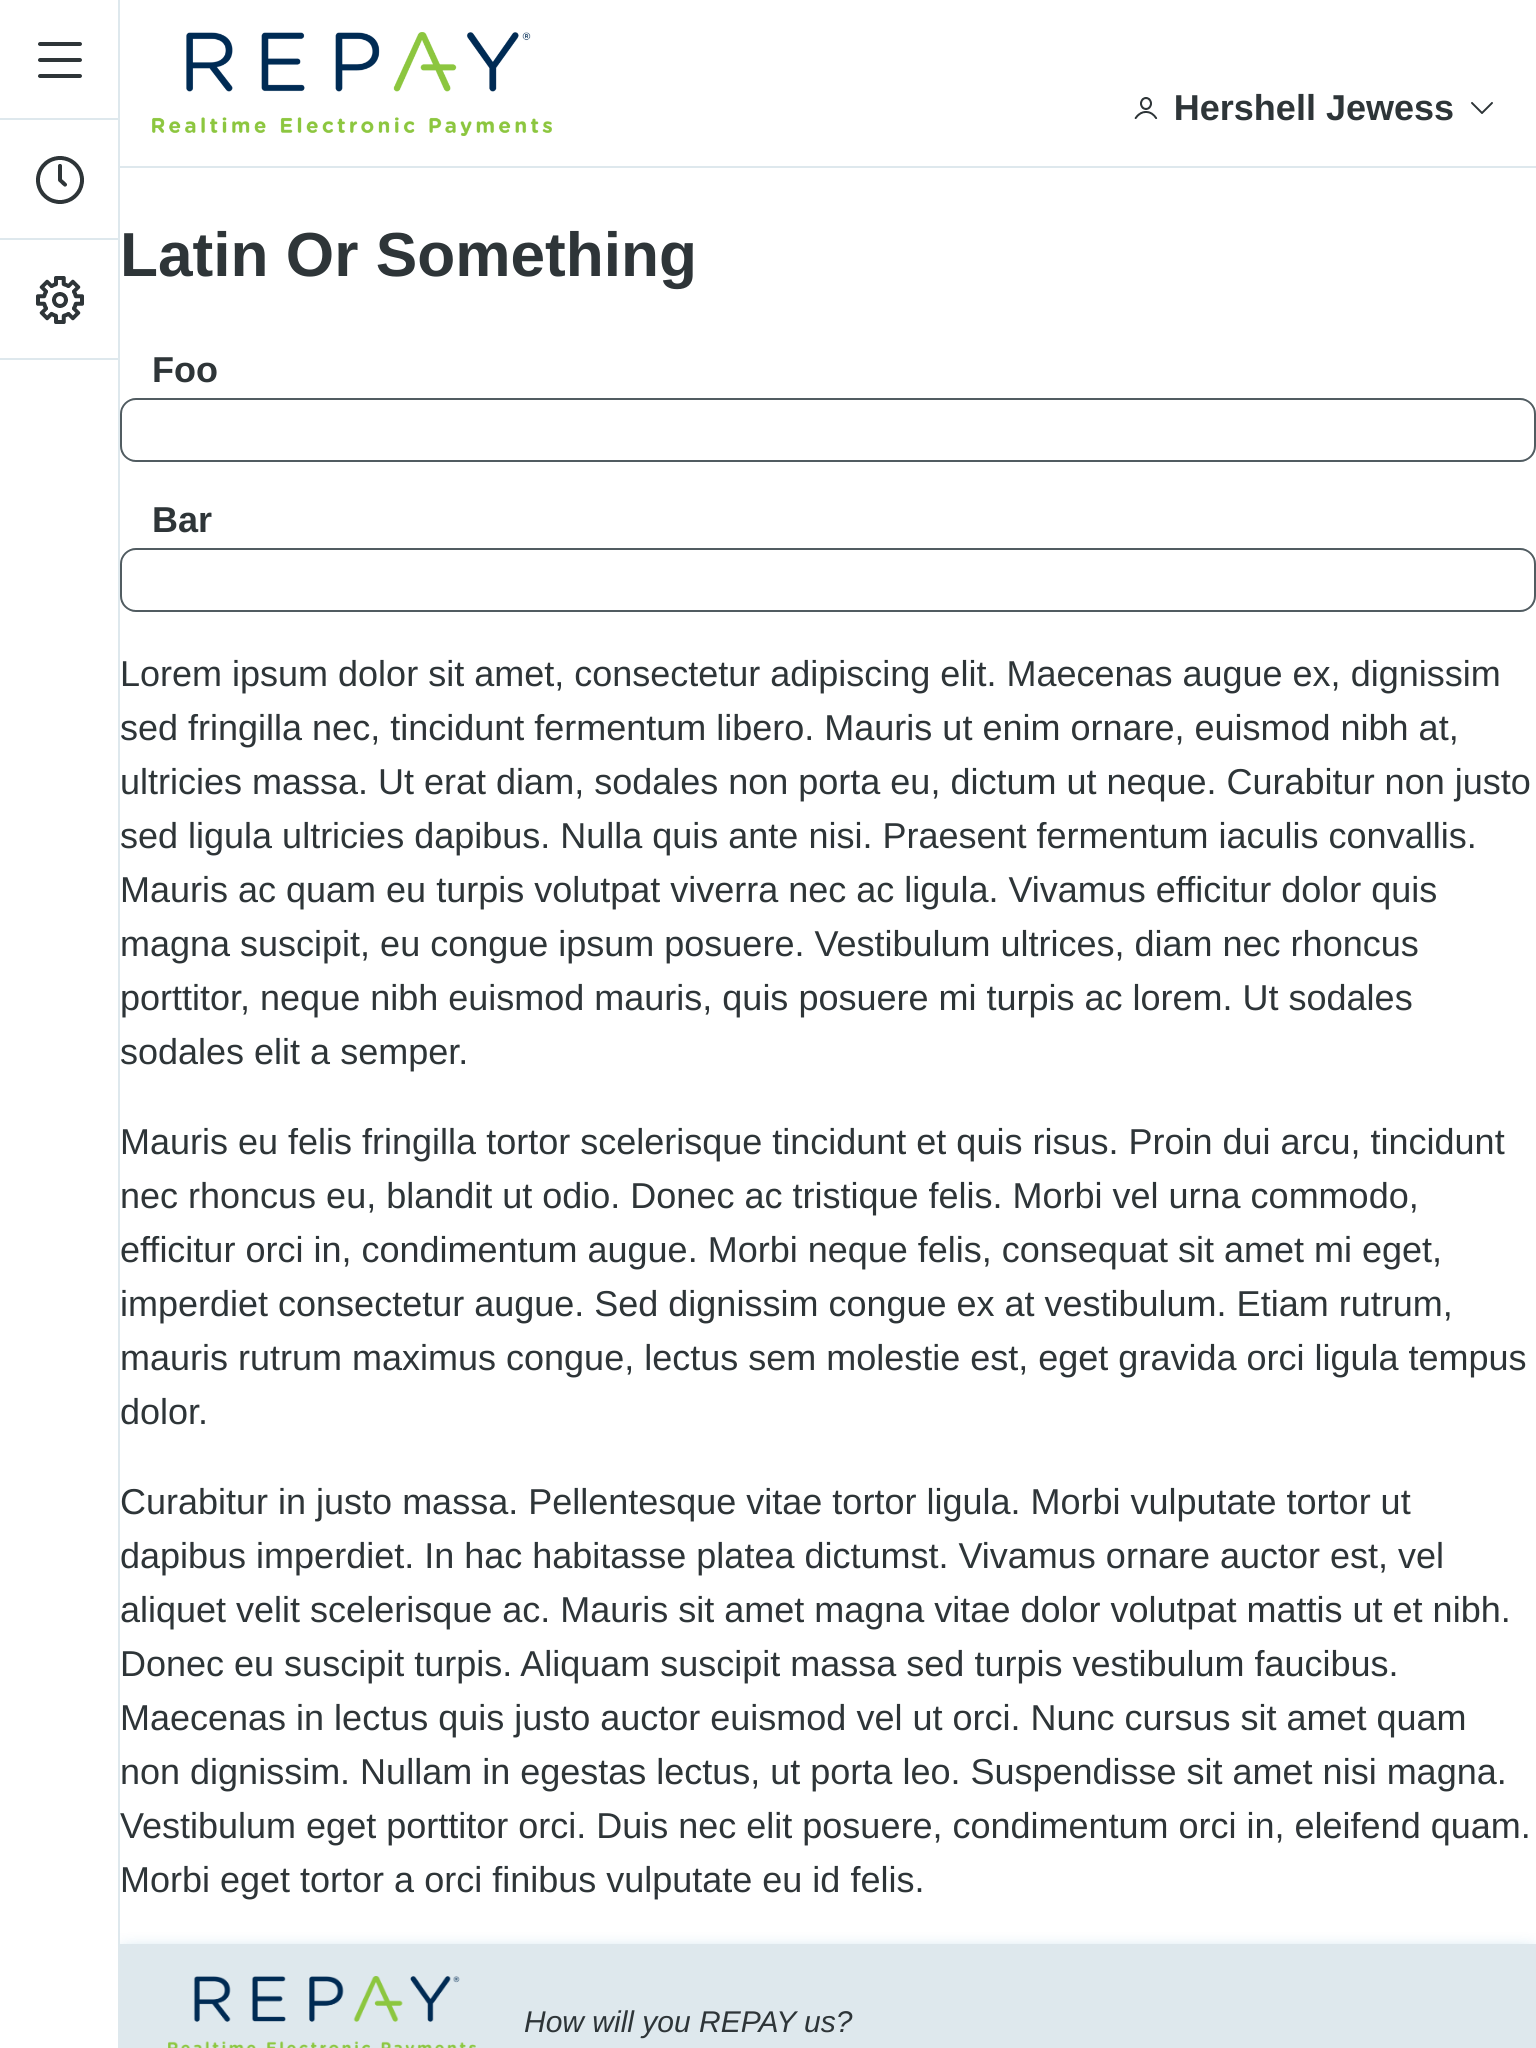 REPAY®
Realtime Electronic Payments
Hershell Jewess
Latin Or Something
Foo
Bar
Lorem ipsum dolor sit amet, consectetur adipiscing elit. Maecenas augue ex, dignissim
sed fringilla nec, tincidunt fermentum libero. Mauris ut enim ornare, euismod nibh at,
ultricies massa. Ut erat diam, sodales non porta eu, dictum ut neque. Curabitur non justo
sed ligula ultricies dapibus. Nulla quis ante nisi. Praesent fermentum iaculis convallis.
Mauris ac quam eu turpis volutpat viverra nec ac ligula. Vivamus efficitur dolor quis
magna suscipit, eu congue ipsum posuere. Vestibulum ultrices, diam nec rhoncus
porttitor, neque nibh euismod mauris, quis posuere mi turpis ac lorem. Ut sodales
sodales elit a semper.
Mauris eu felis fringilla tortor scelerisque tincidunt et quis risus. Proin dui arcu, tincidunt
nec rhoncus eu, blandit ut odio. Donec ac tristique felis. Morbi vel urna commodo,
efficitur orci in, condimentum augue. Morbi neque felis, consequat sit amet mi eget,
imperdiet consectetur augue. Sed dignissim congue ex at vestibulum. Etiam rutrum,
mauris rutrum maximus congue, lectus sem molestie est, eget gravida orci ligula tempus
dolor.
Curabitur in justo massa. Pellentesque vitae tortor ligula. Morbi vulputate tortor ut
dapibus imperdiet. In hac habitasse platea dictumst. Vivamus ornare auctor est, vel
aliquet velit scelerisque ac. Mauris sit amet magna vitae dolor volutpat mattis ut et nibh.
Donec eu suscipit turpis. Aliquam suscipit massa sed turpis vestibulum faucibus.
Maecenas in lectus quis justo auctor euismod vel ut orci. Nunc cursus sit amet quam
non dignissim. Nullam in egestas lectus, ut porta leo. Suspendisse sit amet nisi magna.
Vestibulum eget porttitor orci. Duis nec elit posuere, condimentum orci in, eleifend quam.
Morbi eget tortor a orci finibus vulputate eu id felis.
REPAY®
How will you REPAY us?
Realtime Electronic Payments